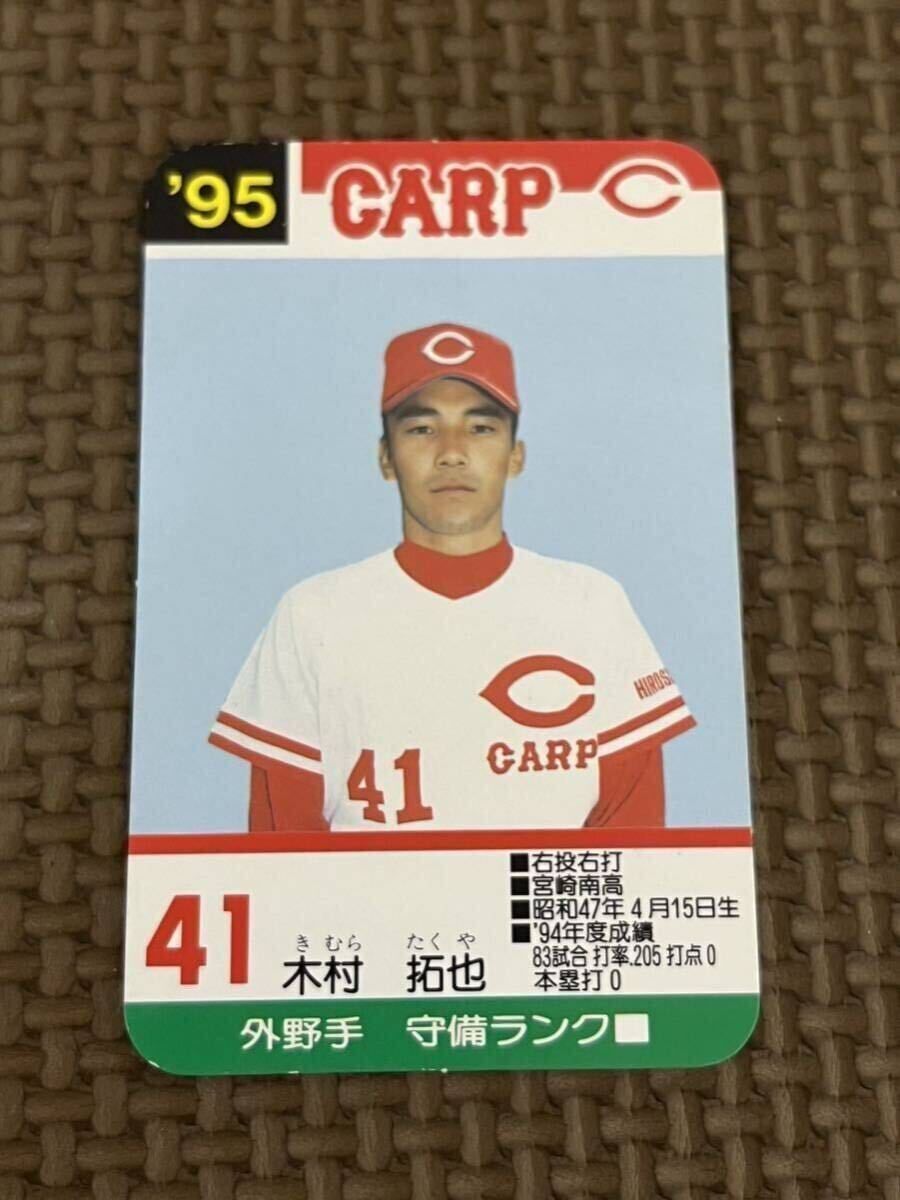 '95 CARP C
C
HIROS
C
CARP
41
■右投右打
■宮崎南高
■昭和47年4月15日生
■'94年度成績
83試合 打率.205 打点0
本塁打0
41
きむら たくや
木村 拓也
外野手 守備ランク■